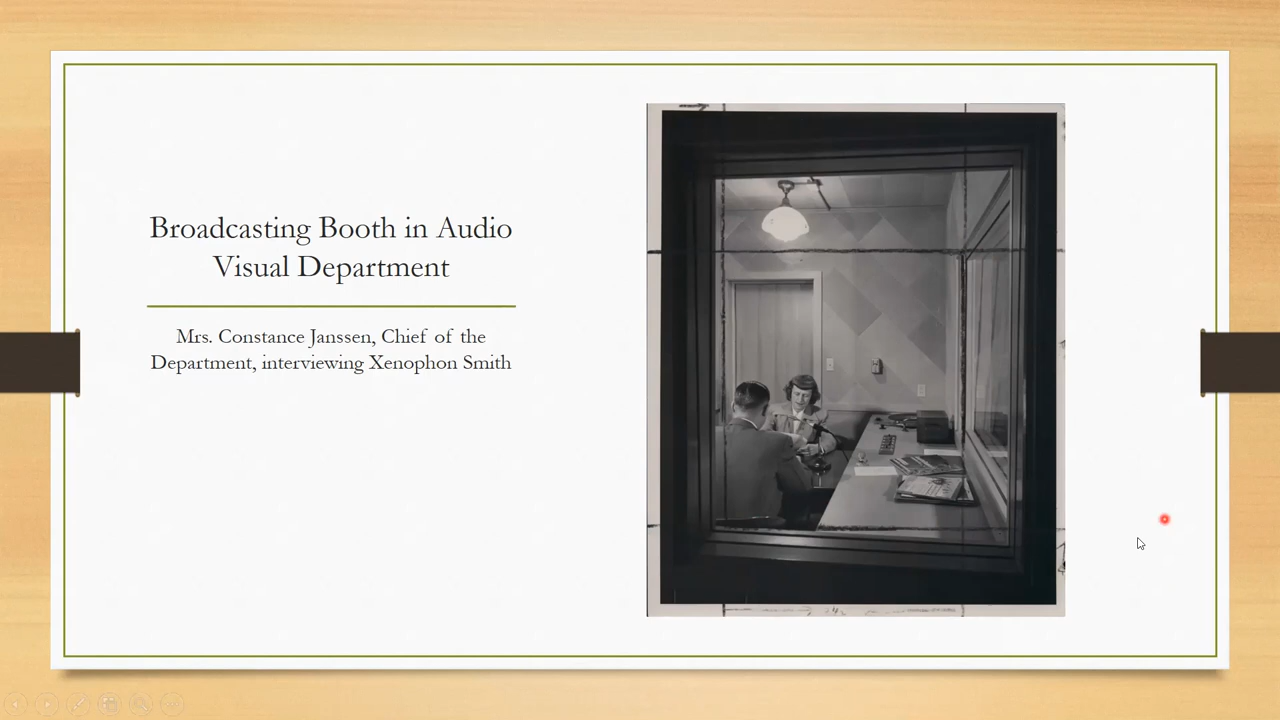 Broadcasting Booth in Audio
Visual Department
Mrs. Constance Janssen, Chief of the
Department, interviewing Xenophon Smith